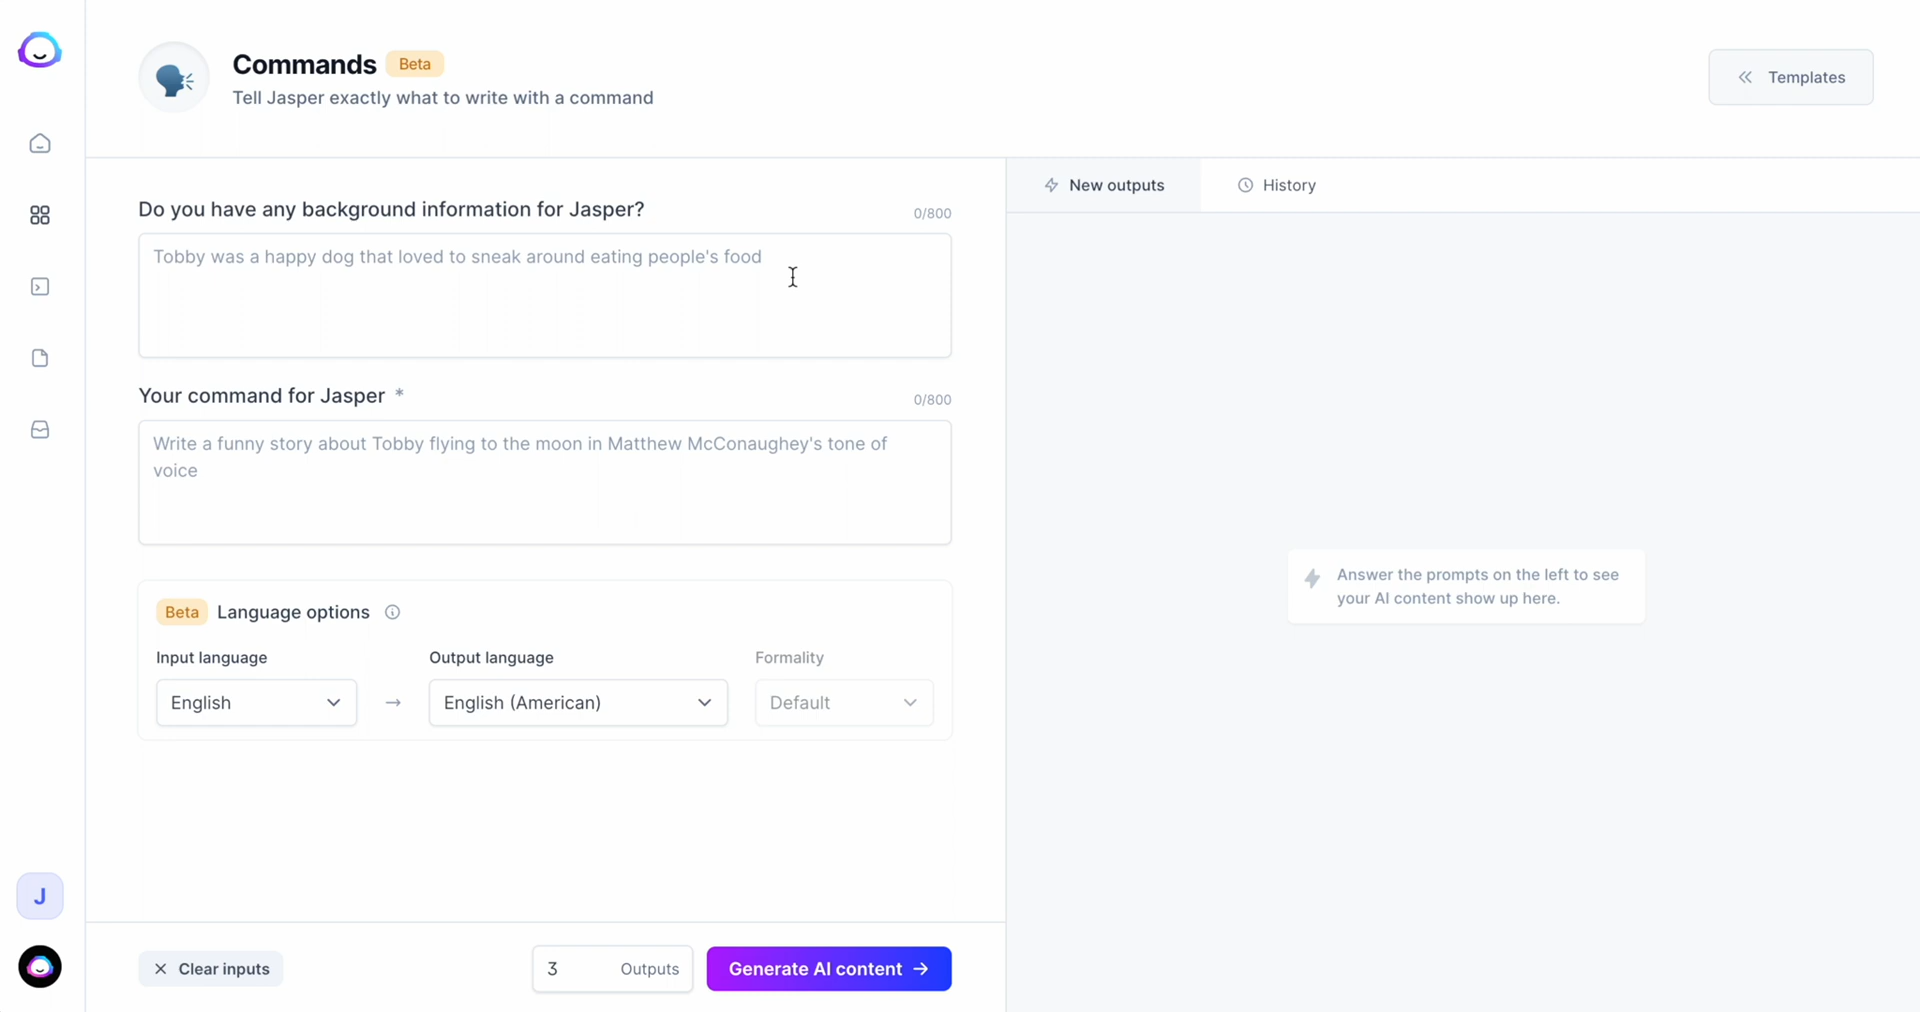 Commands Beta
Tell Jasper exactly what to write with a command
Templates
Do you have any background information for Jasper?
0/800
Tobby was a happy dog that loved to sneak around eating people's food
Your command for Jasper *
0/800
Write a funny story about Tobby flying to the moon in Matthew McConaughey's tone of
voice
Beta Language options
Input language
Output language
Formality
English
→
English (American)
Default
J
Clear inputs
3 Outputs
Generate AI content →
New outputs
History
Answer the prompts on the left to see
your AI content show up here.